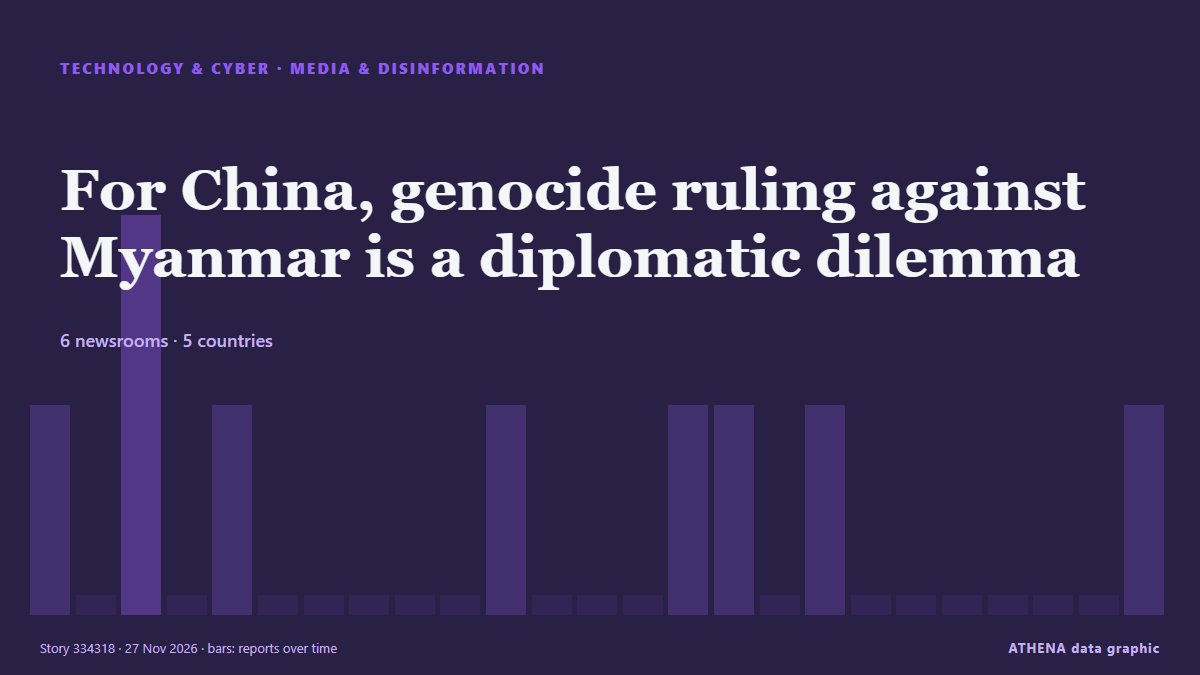 TECHNOLOGY & CYBER · MEDIA & DISINFORMATION
For China, genocide ruling against
Myanmar is a diplomatic dilemma
6 newsrooms · 5 countries
Story 334318 · 27 Nov 2026 · bars: reports over time
ATHENA data graphic